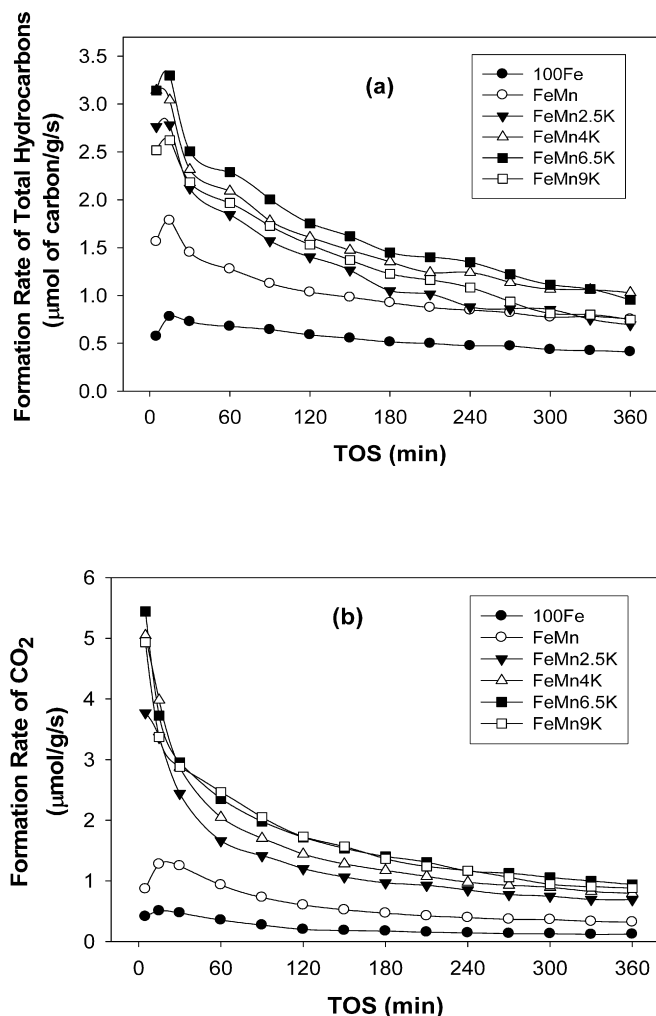 Formation Rate of Total Hydrocarbons
(μmol of carbon/g/s)
3.5
3.0
2.5
2.0
1.5
1.0
0.5
0.0
(a)
100Fe
FeMn
FeMn2.5K
FeMn4K
FeMn6.5K
FeMn9K
0 60 120 180 240 300 360
TOS (min)
Formation Rate of CO2
(μmol/g/s)
6
5
4
3
2
1
0
(b)
100Fe
FeMn
FeMn2.5K
FeMn4K
FeMn6.5K
FeMn9K
0 60 120 180 240 300 360
TOS (min)